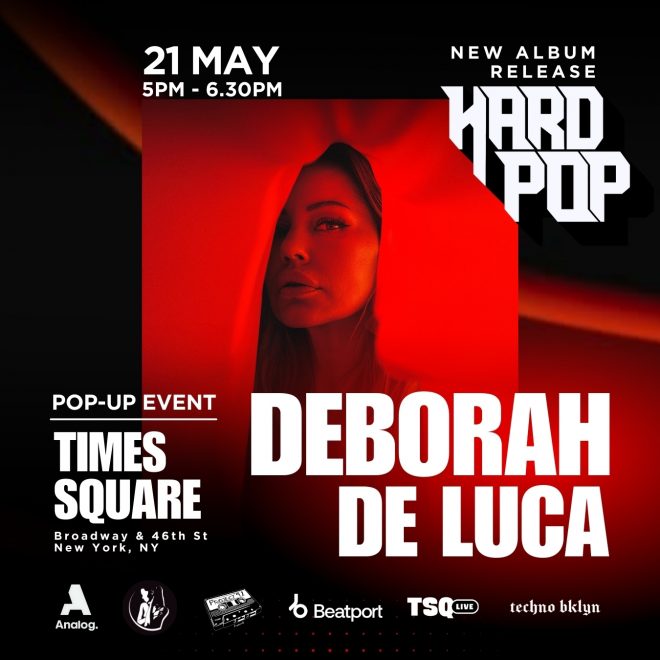 21 MAY
5PM - 6.30PM
NEW ALBUM
RELEASE
HARD
POP
POP-UP EVENT
TIMES
SQUARE
Broadway & 46th St
New York, NY
DEBORAH
DE LUCA
A
Analog.
Beatport
TSQ LIVE
techno bklyn